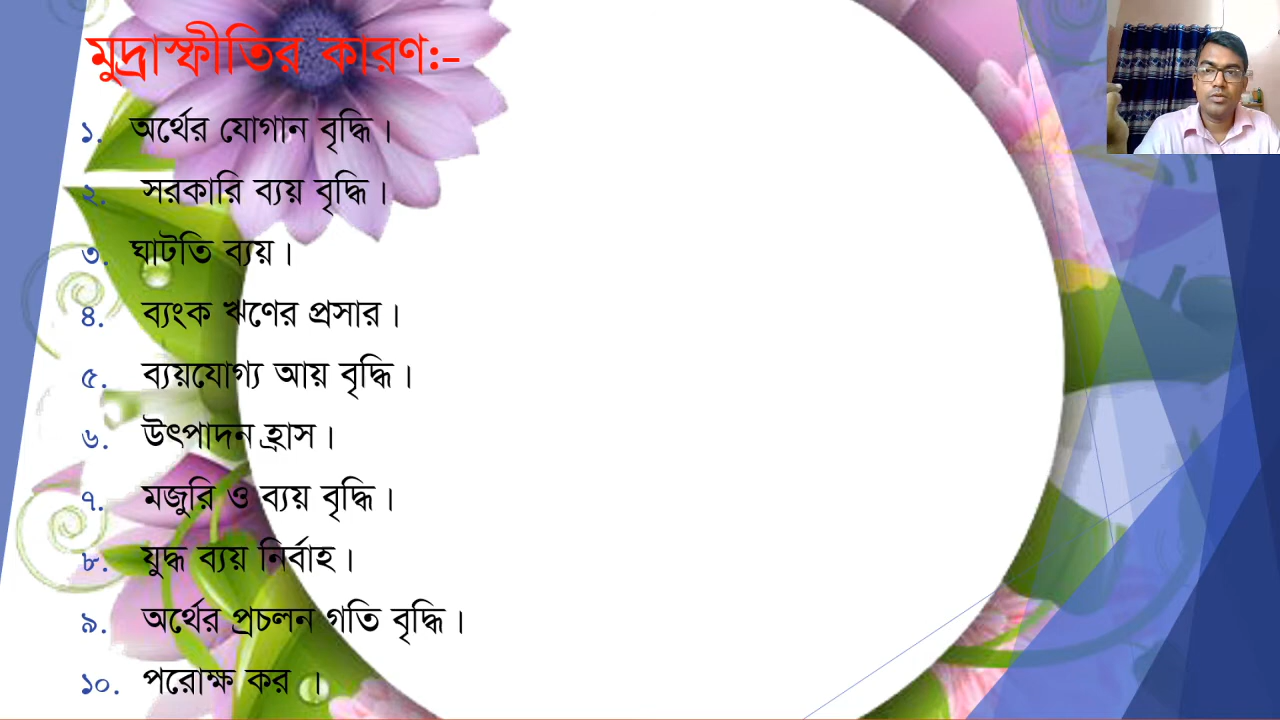 মুদ্রাস্ফীতির কারণ:-
১. অর্থের যোগান বৃদ্ধি।
২. সরকারি ব্যয় বৃদ্ধি।
৩. ঘাটতি ব্যয়।
৪. ব্যংক ঋণের প্রসার।
৫. ব্যয়যোগ্য আয় বৃদ্ধি।
৬. উৎপাদন হ্রাস।
৭. মজুরি ও ব্যয় বৃদ্ধি।
৮. যুদ্ধ ব্যয় নির্বাহ।
৯. অর্থের প্রচলন গতি বৃদ্ধি।
১০. পরোক্ষ কর ।